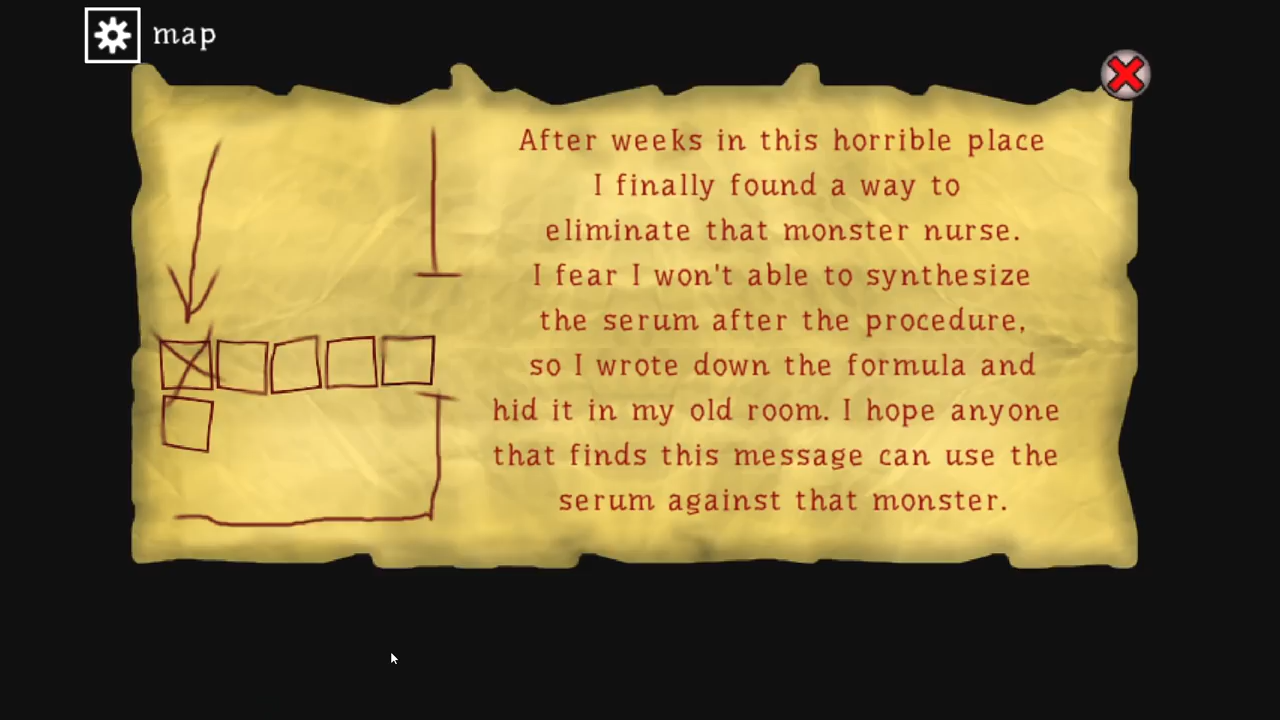 map
After weeks in this horrible place
I finally found a way to
eliminate that monster nurse.
I fear I won't able to synthesize
the serum after the procedure,
so I wrote down the formula and
hid it in my old room. I hope anyone
that finds this message can use the
serum against that monster.